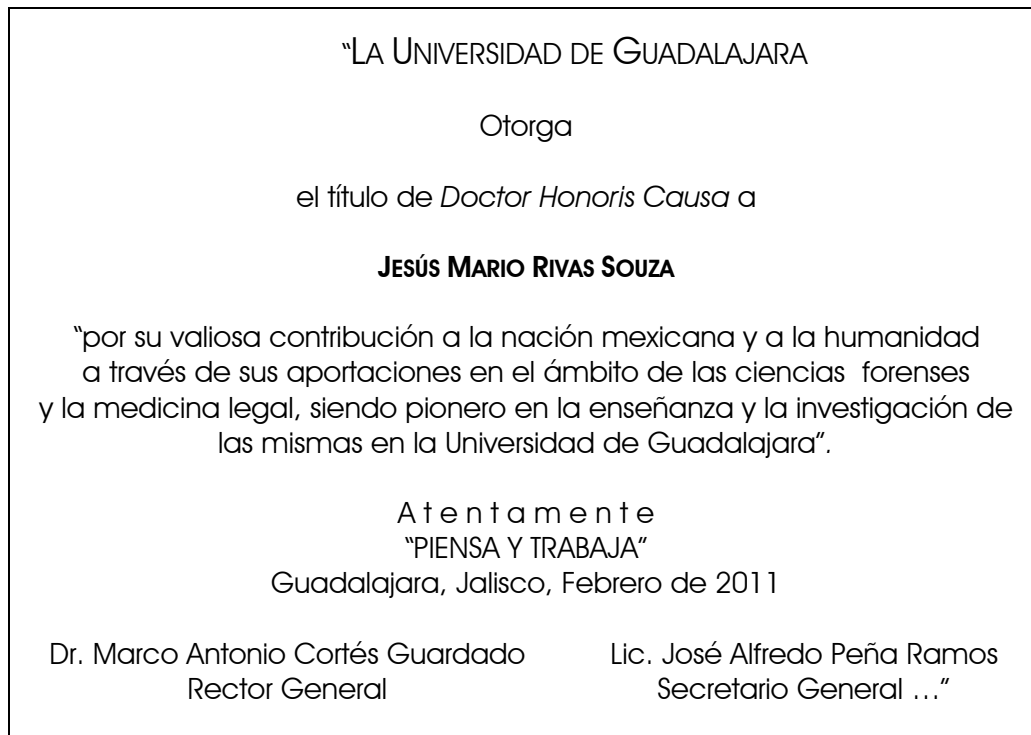 “LA UNIVERSIDAD DE GUADALAJARA
Otorga
el título de Doctor Honoris Causa a
JESÚS MARIO RIVAS SOUZA
“por su valiosa contribución a la nación mexicana y a la humanidad
a través de sus aportaciones en el ámbito de las ciencias forenses
y la medicina legal, siendo pionero en la enseñanza y la investigación de
las mismas en la Universidad de Guadalajara”.
A t e n t a m e n t e
“PIENSA Y TRABAJA”
Guadalajara, Jalisco, Febrero de 2011
Dr. Marco Antonio Cortés Guardado
Rector General
Lic. José Alfredo Peña Ramos
Secretario General …”